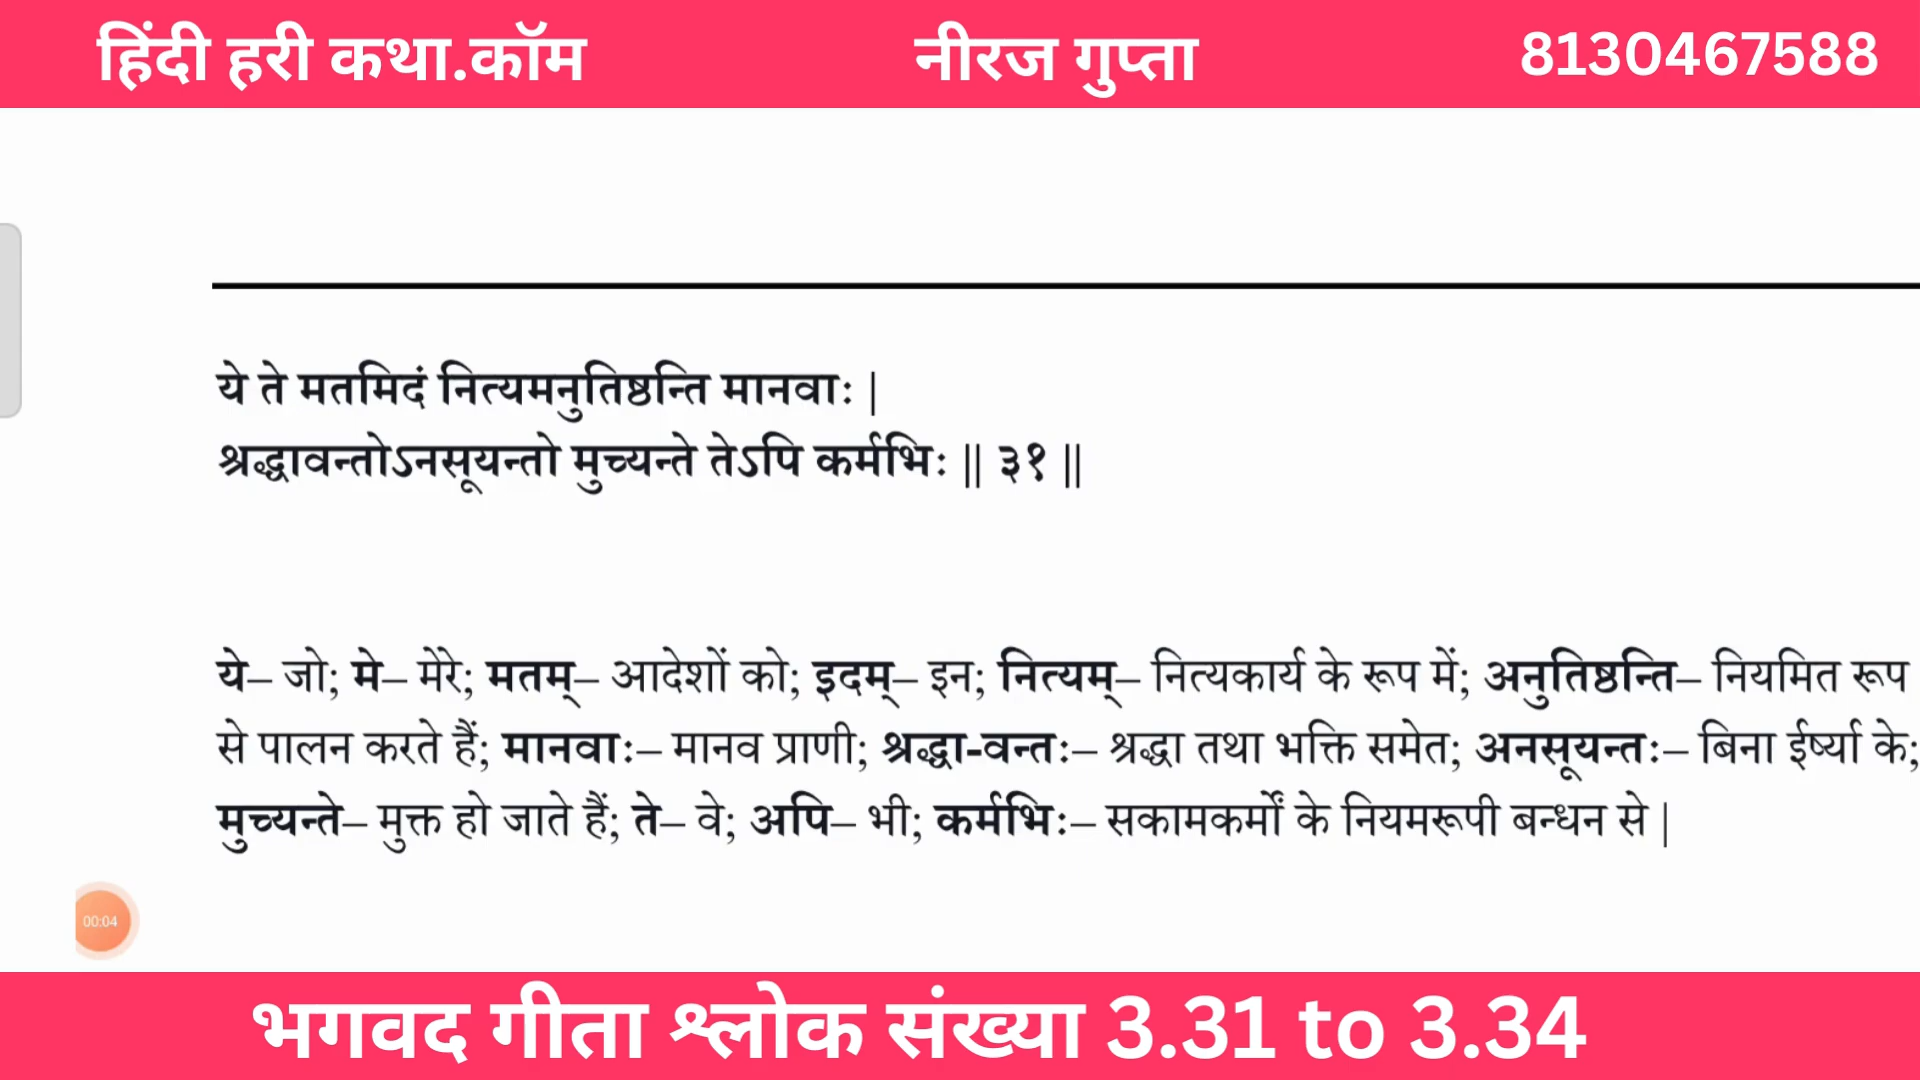 हिंदी हरी कथा.कॉम नीरज गुप्ता 8130467588
ये ते मतमिदं नित्यमनुतिष्ठन्ति मानवाः |
श्रद्धावन्तोऽनसूयन्तो मुच्यन्ते तेऽपि कर्मभिः || ३१ ||
ये– जो; मे– मेरे; मतम्– आदेशों को; इदम्– इन; नित्यम्– नित्यकार्य के रूप में; अनुतिष्ठन्ति– नियमित रूप
से पालन करते हैं; मानवाः– मानव प्राणी; श्रद्धा-वन्तः– श्रद्धा तथा भक्ति समेत; अनसूयन्तः– बिना ईर्ष्या के;
मुच्यन्ते– मुक्त हो जाते हैं; ते– वे; अपि– भी; कर्मभिः– सकामकर्मों के नियमरूपी बन्धन से |
00:04
भगवद गीता श्लोक संख्या 3.31 to 3.34